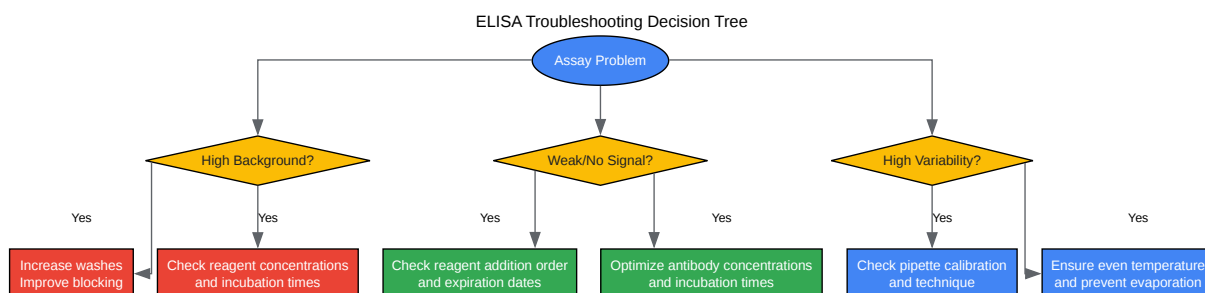 ELISA Troubleshooting Decision Tree
Assay Problem
High Background?
Weak/No Signal?
High Variability?
Yes
Yes
Yes
Yes
Yes
Yes
Increase washes
Improve blocking
Check reagent concentrations
and incubation times
Check reagent addition order
and expiration dates
Optimize antibody concentrations
and incubation times
Check pipette calibration
and technique
Ensure even temperature
and prevent evaporation